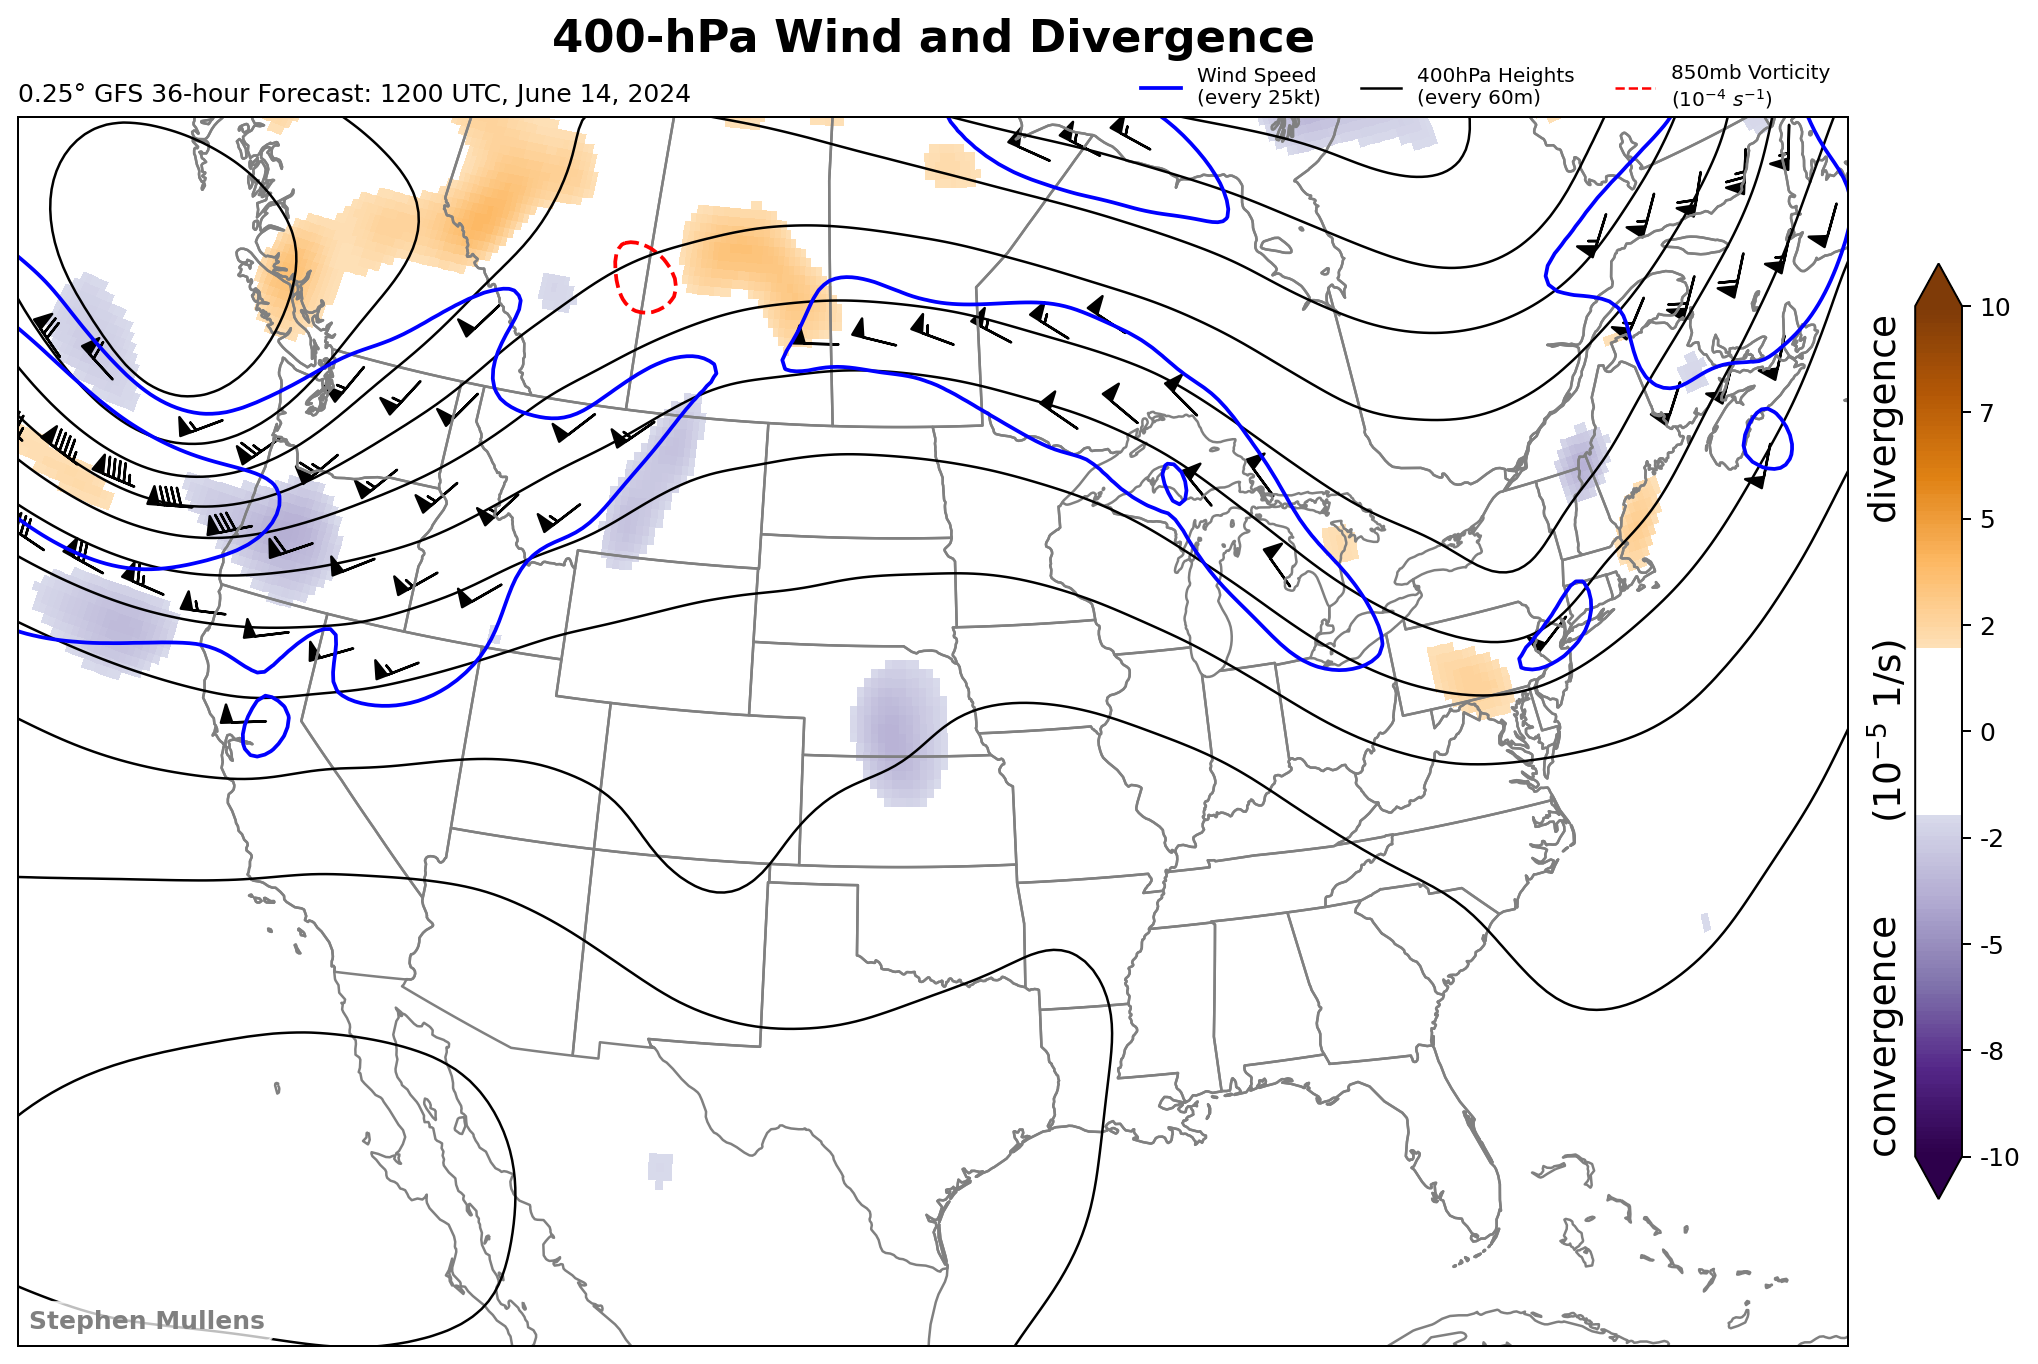 400-hPa Wind and Divergence
0.25° GFS 36-hour Forecast: 1200 UTC, June 14, 2024
Wind Speed
(every 25kt)
400hPa Heights
(every 60m)
850mb Vorticity
(10⁻⁴ s⁻¹)
10
7
5
2
0
-2
-5
-8
-10
convergence (10⁻⁵ 1/s) divergence
Stephen Mullens